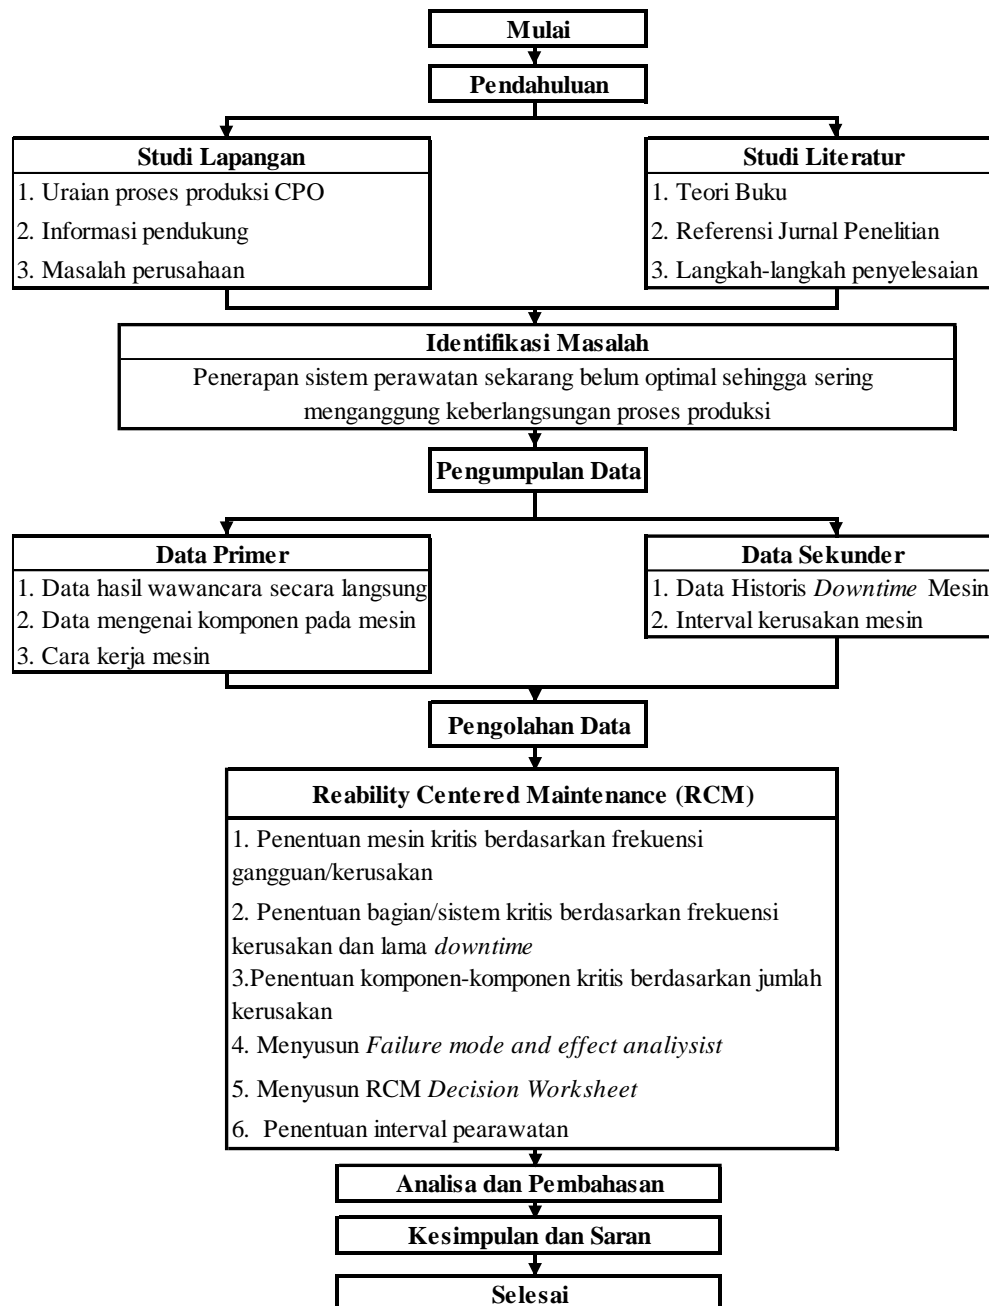 Mulai
Pendahuluan
Studi Lapangan
1. Uraian proses produksi CPO
2. Informasi pendukung
3. Masalah perusahaan
Studi Literatur
1. Teori Buku
2. Referensi Jurnal Penelitian
3. Langkah-langkah penyelesaian
Identifikasi Masalah
Penerapan sistem perawatan sekarang belum optimal sehingga sering
menganggung keberlangsungan proses produksi
Pengumpulan Data
Data Primer
1. Data hasil wawancara secara langsung
2. Data mengenai komponen pada mesin
3. Cara kerja mesin
Data Sekunder
1. Data Historis Downtime Mesin
2. Interval kerusakan mesin
Pengolahan Data
Reability Centered Maintenance (RCM)
1. Penentuan mesin kritis berdasarkan frekuensi
gangguan/kerusakan
2. Penentuan bagian/sistem kritis berdasarkan frekuensi
kerusakan dan lama downtime
3.Penentuan komponen-komponen kritis berdasarkan jumlah
kerusakan
4. Menyusun Failure mode and effect analiysist
5. Menyusun RCM Decision Worksheet
6. Penentuan interval pearawatan
Analisa dan Pembahasan
Kesimpulan dan Saran
Selesai